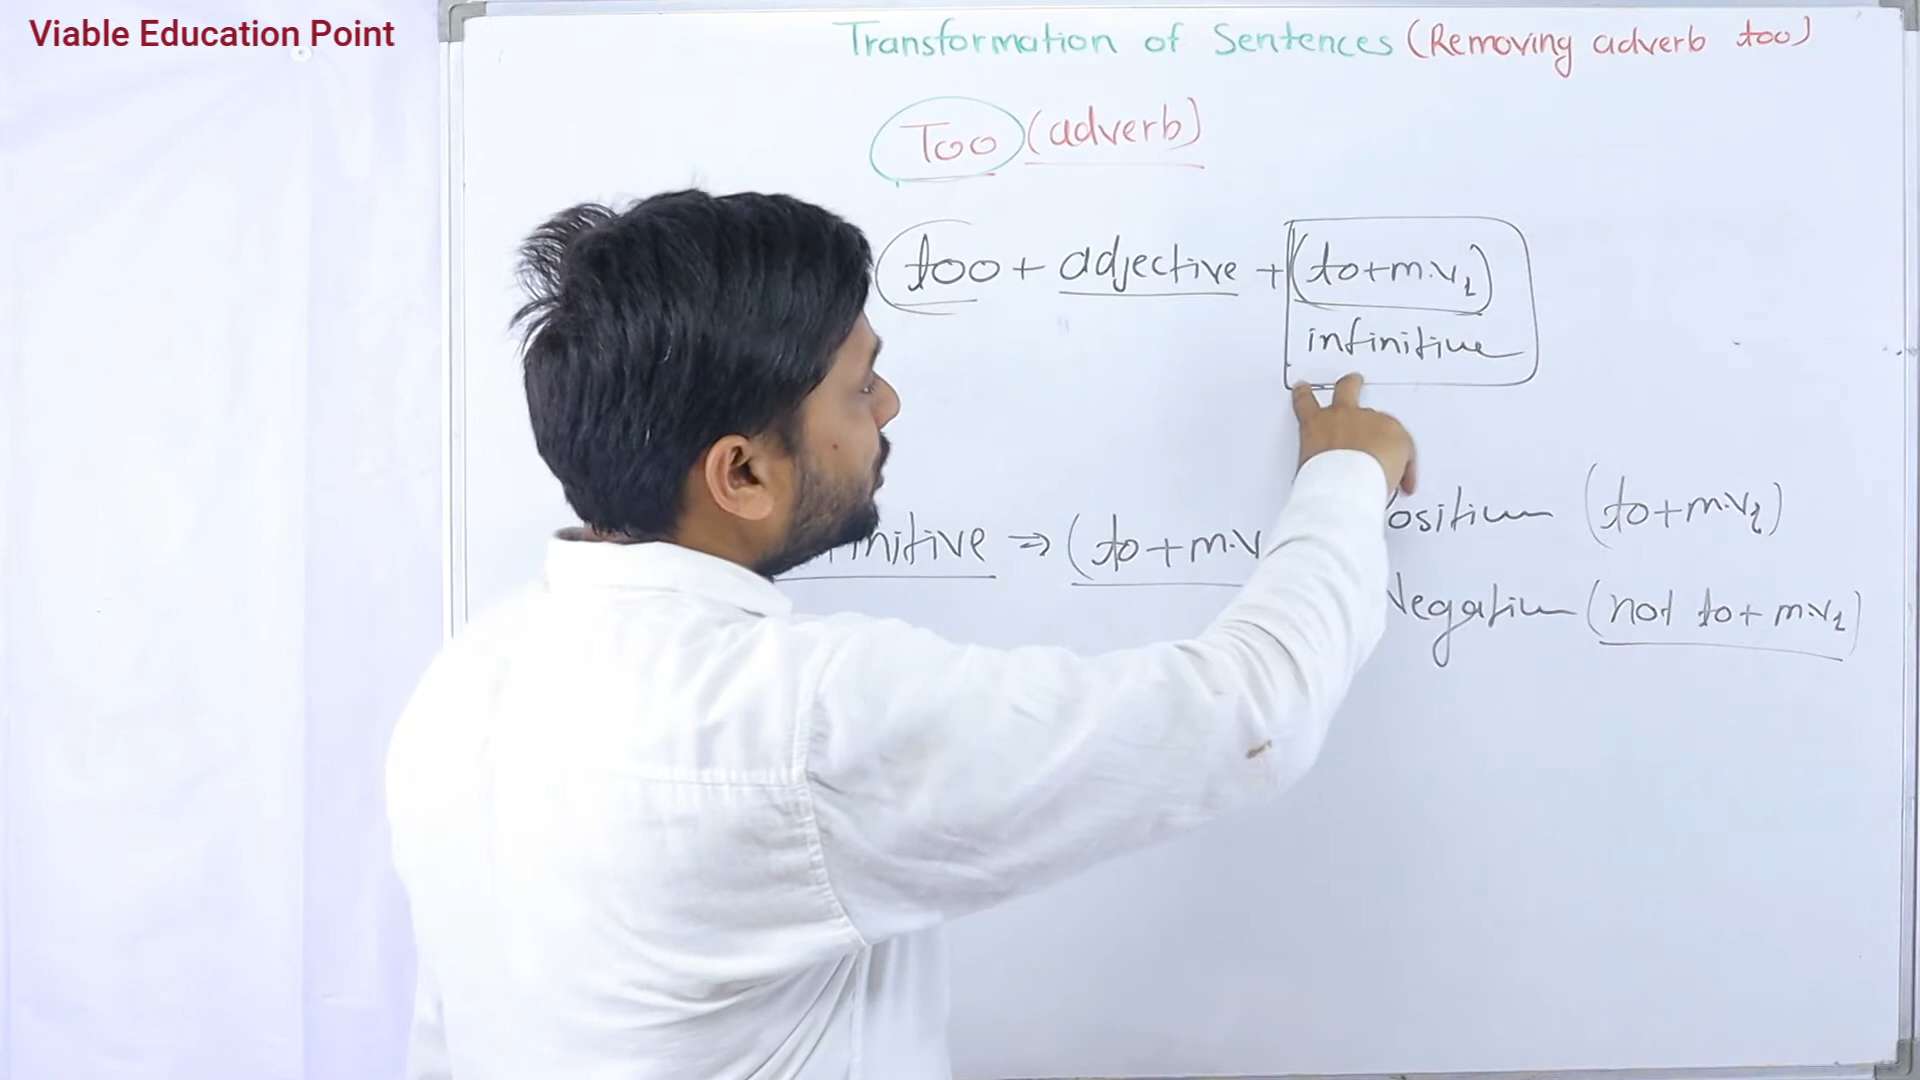 Viable Education Point
Transformation of Sentences (Removing adverb too)
Too (adverb)
too + adjective + (to+m.v1)
infinitive
ositive (to+m.v1)
nitive ⇒ (to+m.v
Negative (not to+m.v1)